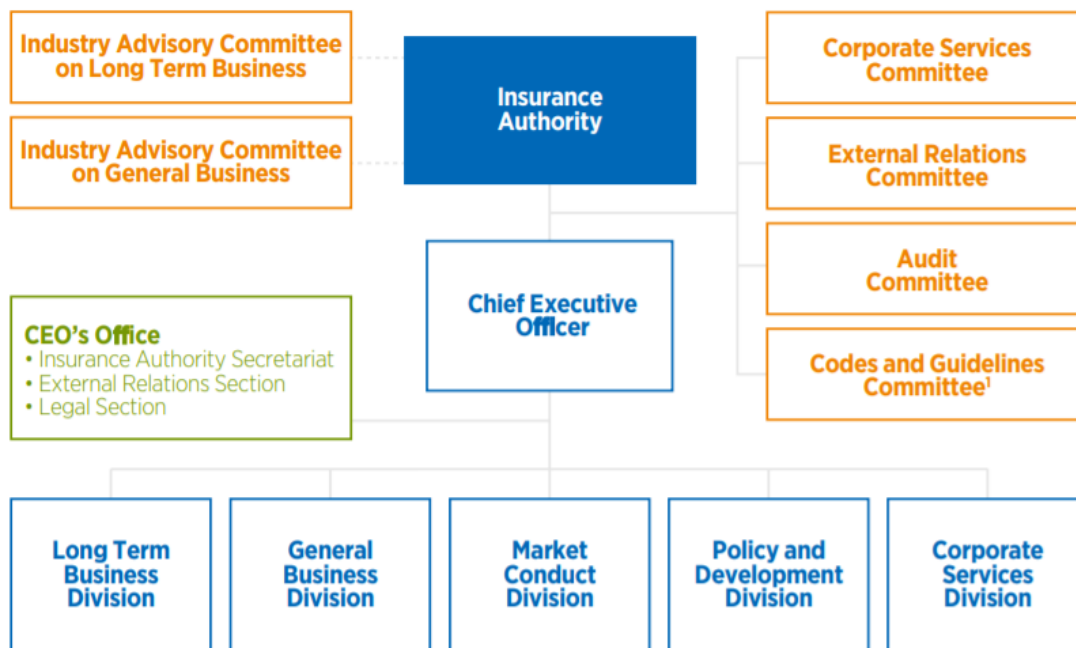 Industry Advisory Committee
on Long Term Business
Industry Advisory Committee
on General Business
Insurance
Authority
Corporate Services
Committee
External Relations
Committee
Audit
Committee
Codes and Guidelines
Committee¹
Chief Executive
Officer
CEO’s Office
• Insurance Authority Secretariat
• External Relations Section
• Legal Section
Long Term
Business
Division
General
Business
Division
Market
Conduct
Division
Policy and
Development
Division
Corporate
Services
Division